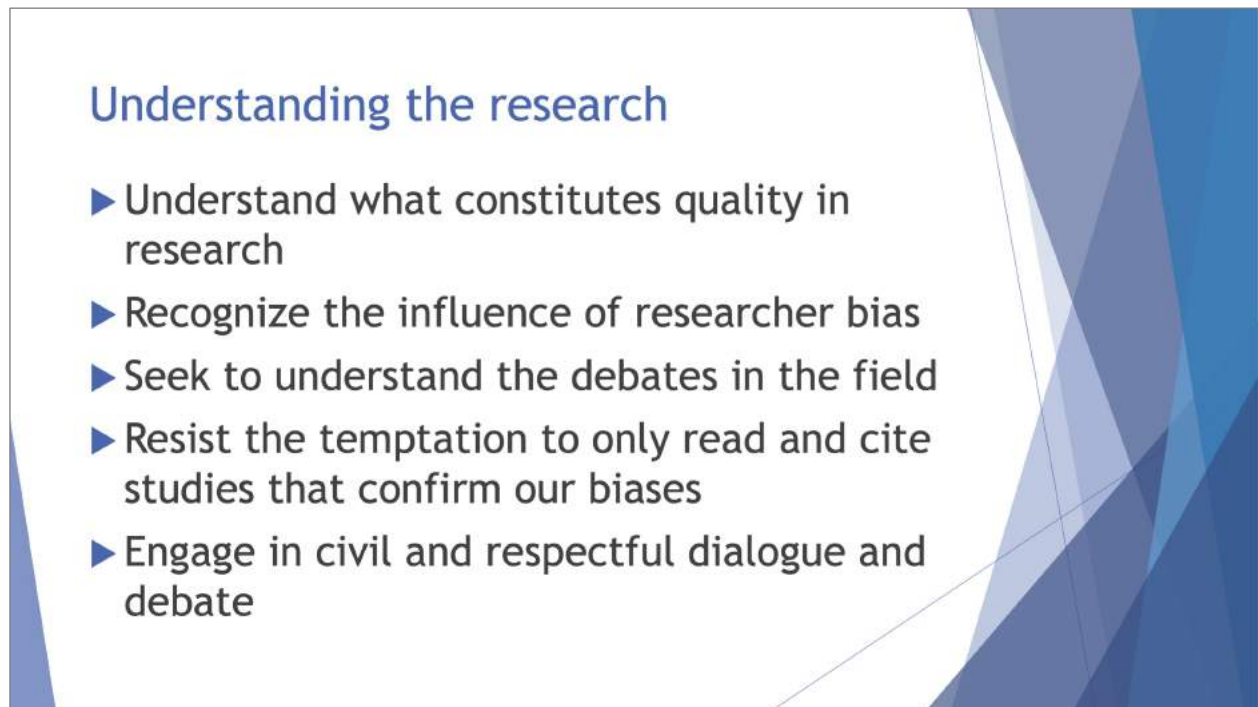 Understanding the research
Understand what constitutes quality in
research
Recognize the influence of researcher bias
Seek to understand the debates in the field
Resist the temptation to only read and cite
studies that confirm our biases
Engage in civil and respectful dialogue and
debate